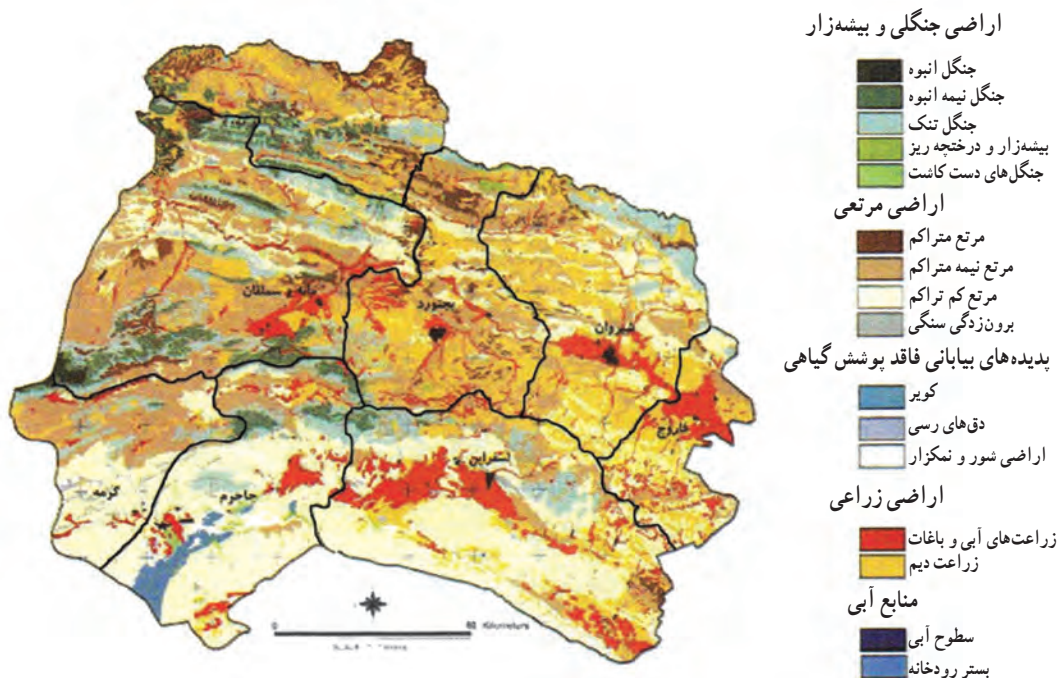 اراضی جنگلی و بیشه‌زار
جنگل انبوه
جنگل نیمه انبوه
جنگل تنک
بیشه‌زار و درختچه ریز
جنگل‌های دست کاشت
اراضی مرتعی
مرتع متراکم
مرتع نیمه متراکم
مرتع کم تراکم
برون‌زدگی سنگی
پدیده‌های بیابانی فاقد پوشش گیاهی
کویر
دق‌های رسی
اراضی شور و نمکزار
اراضی زراعی
زراعت‌های آبی و باغات
زراعت دیم
منابع آبی
سطوح آبی
بستر رودخانه
مانه و سملقان
بجنورد
شیروان
فاروج
اسفراین
جاجرم
گرمه
0
60 Kilometers